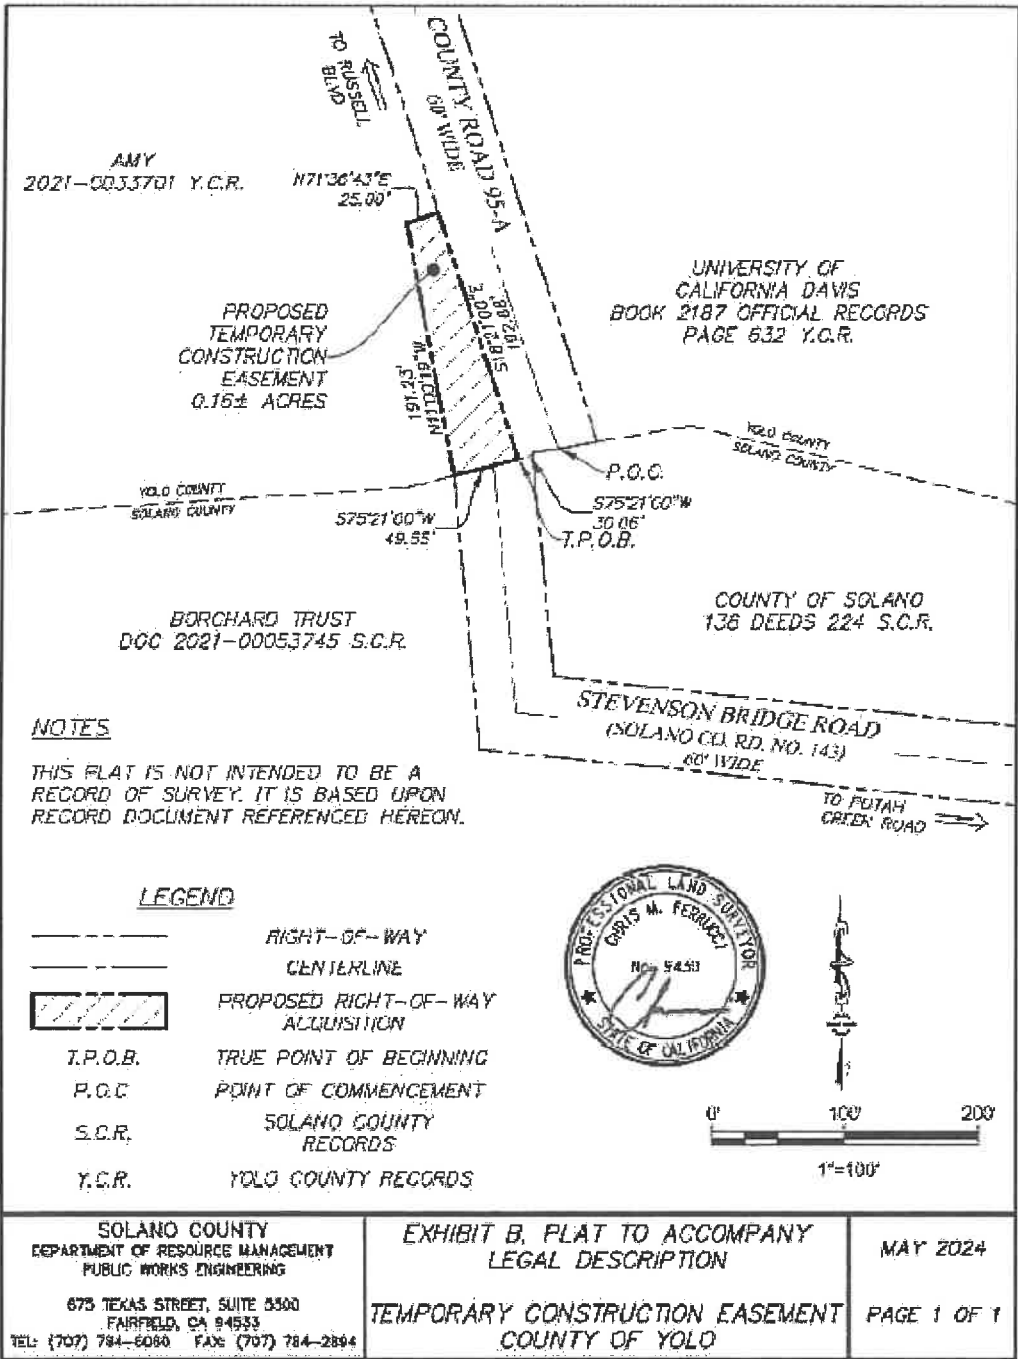 TO RUSSELL
BLVD
COUNTY ROAD 95-A
60' WIDE
AMY
2021-0033701 Y.C.R.
N71°36'43"E
25.00'
UNIVERSITY OF
CALIFORNIA DAVIS
BOOK 2187 OFFICIAL RECORDS
PAGE 632 Y.C.R.
PROPOSED
TEMPORARY
CONSTRUCTION
EASEMENT
0.16± ACRES
191.23'
YOLO COUNTY
SOLANO COUNTY
P.O.C.
S75°21'00"W
30.06'
T.P.O.B.
YOLO COUNTY
SOLANO COUNTY
S75°21'00"W
BORCHARD TRUST
DOC 2021-00053745 S.C.R.
COUNTY OF SOLANO
138 DEEDS 224 S.C.R.
STEVENSON BRIDGE ROAD
(SOLANO CO. RD. NO. 143)
60' WIDE
TO PUTAH
CREEK ROAD
NOTES
THIS PLAT IS NOT INTENDED TO BE A
RECORD OF SURVEY. IT IS BASED UPON
RECORD DOCUMENT REFERENCED HEREON.
LEGEND
RIGHT-OF-WAY
CENTERLINE
PROPOSED RIGHT-OF-WAY
ACQUISITION
T.P.O.B. TRUE POINT OF BEGINNING
P.O.C POINT OF COMMENCEMENT
S.C.R. SOLANO COUNTY
RECORDS
Y.C.R. YOLO COUNTY RECORDS
PROFESSIONAL LAND SURVEYOR
CHRIS M. FERRUCCI
No.
STATE OF CALIFORNIA
0' 100' 200'
1"=100'
SOLANO COUNTY
DEPARTMENT OF RESOURCE MANAGEMENT
PUBLIC WORKS ENGINEERING
675 TEXAS STREET, SUITE 5500
FAIRFIELD, CA 94533
TEL: (707) 784-6060 FAX: (707) 784-2894
EXHIBIT B, PLAT TO ACCOMPANY
LEGAL DESCRIPTION
TEMPORARY CONSTRUCTION EASEMENT
COUNTY OF YOLO
MAY 2024
PAGE 1 OF 1